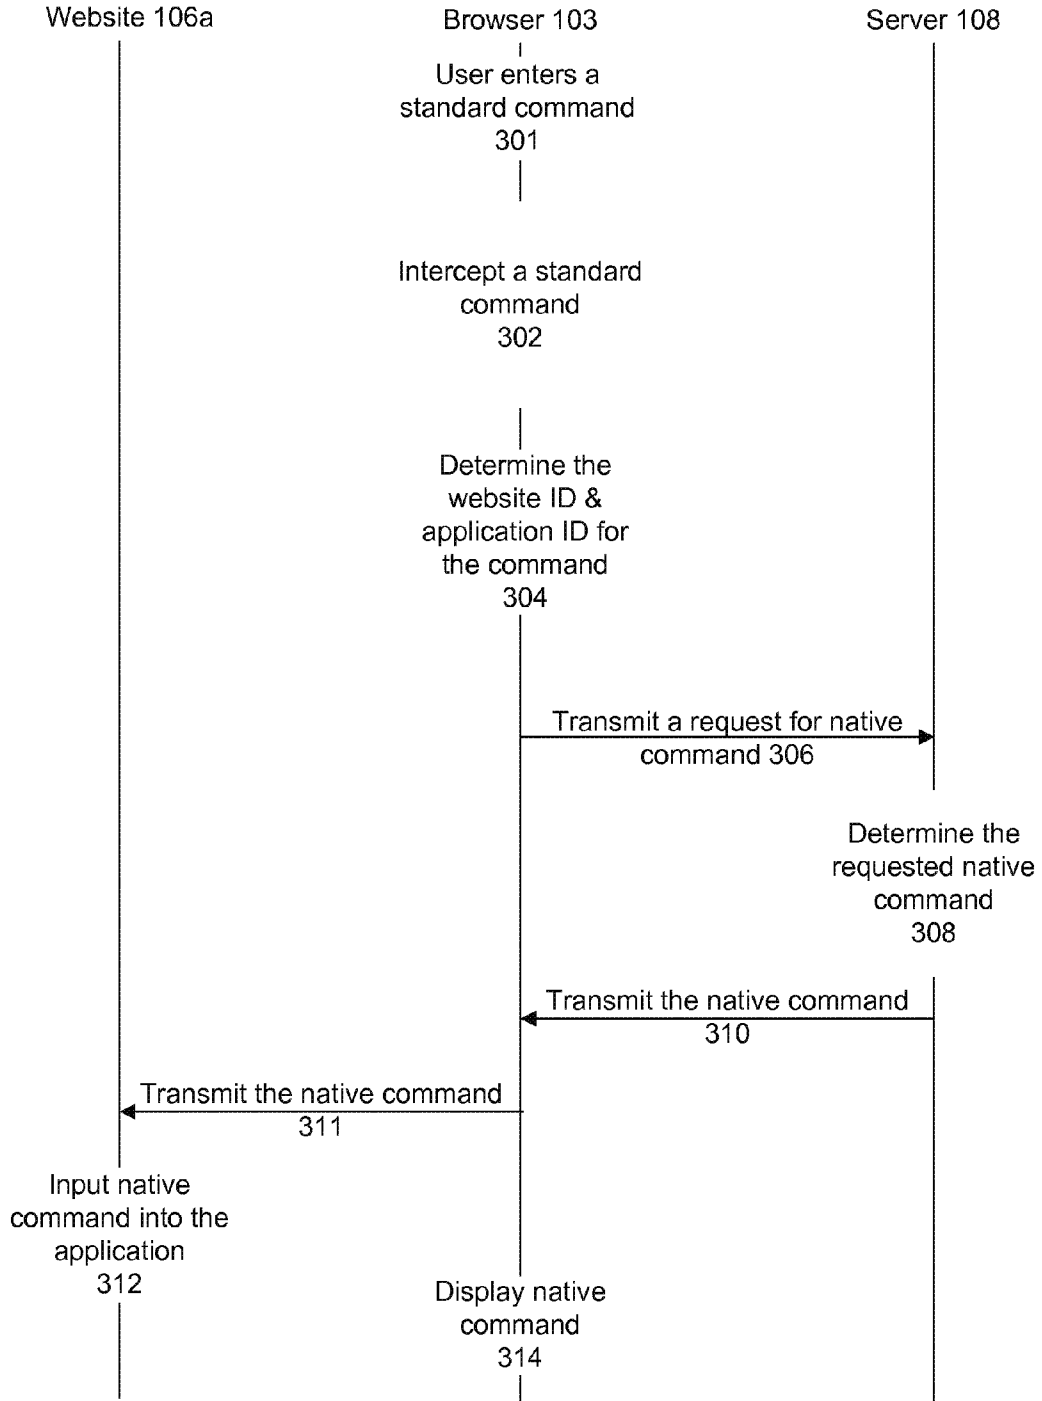 Website 106a
Browser 103
Server 108
User enters a
standard command
301
Intercept a standard
command
302
Determine the
website ID &
application ID for
the command
304
Transmit a request for native
command 306
Determine the
requested native
command
308
Transmit the native command
310
Transmit the native command
311
Input native
command into the
application
312
Display native
command
314